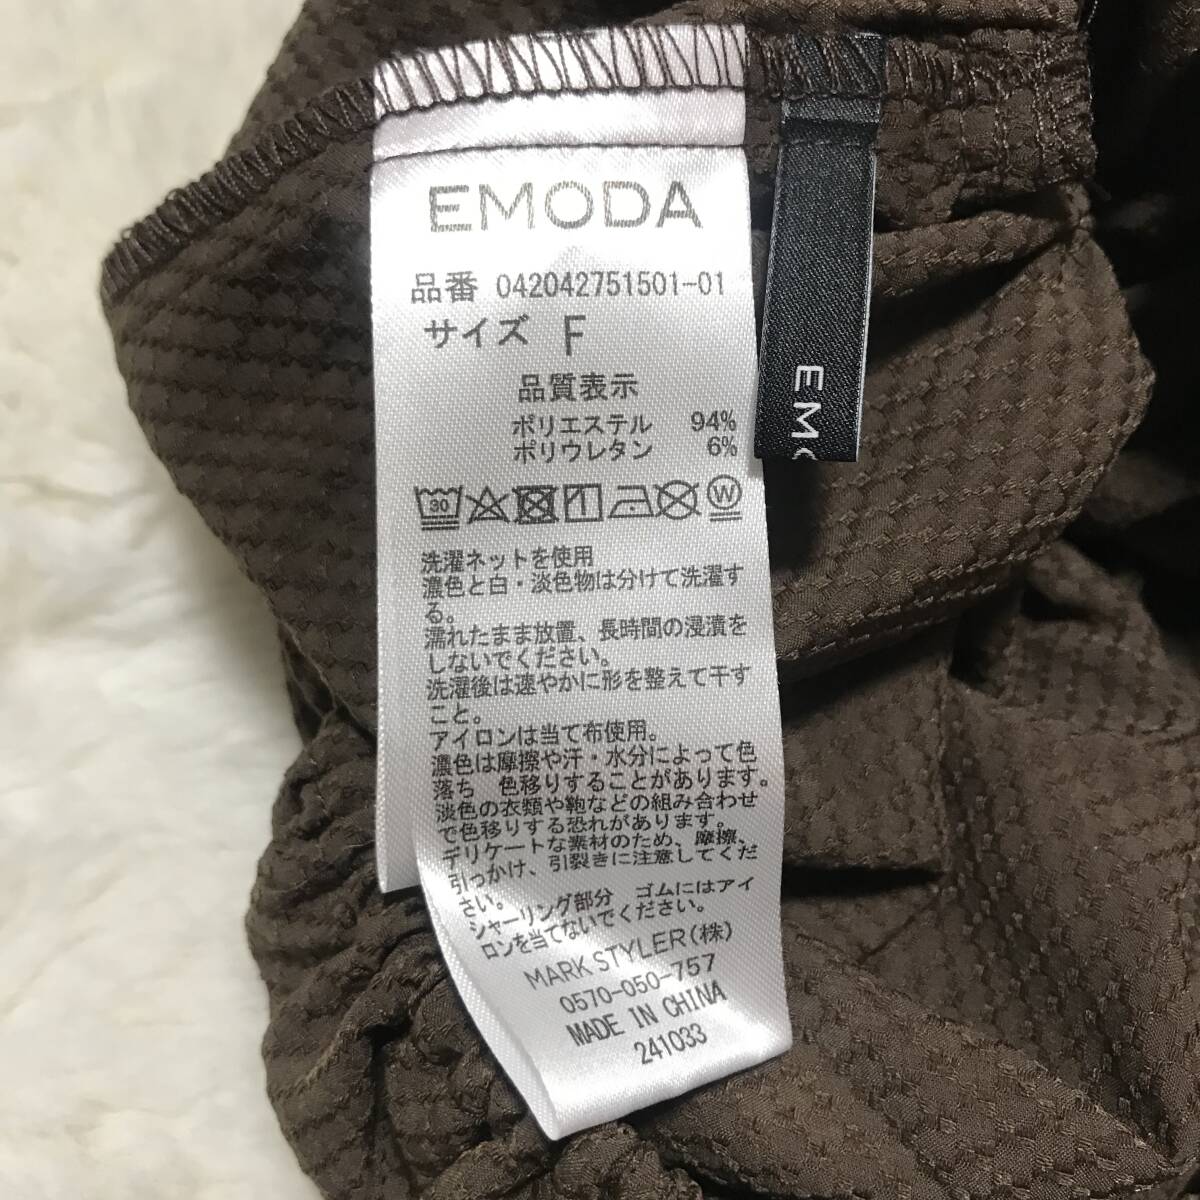 EMODA
品番 042042751501-01
サイズ F
品質表示
ポリエステル 94%
ポリウレタン 6%
30 W
洗濯ネットを使用
濃色と白・淡色物は分けて洗濯す
る。
濡れたまま放置、長時間の浸漬を
しないでください。
洗濯後は速やかに形を整えて干す
こと。
アイロンは当て布使用。
濃色は摩擦や汗・水分によって色
落ち 色移りすることがあります。
淡色の衣類や鞄などの組み合わせ
で色移りする恐れがあります。
デリケートな素材のため、摩擦、
引っかけ、引裂きに注意してくだ
さい。
シャーリング部分 ゴムにはアイ
ロンを当てないでください。
MARK STYLER(株)
0570-050-757
MADE IN CHINA
241033